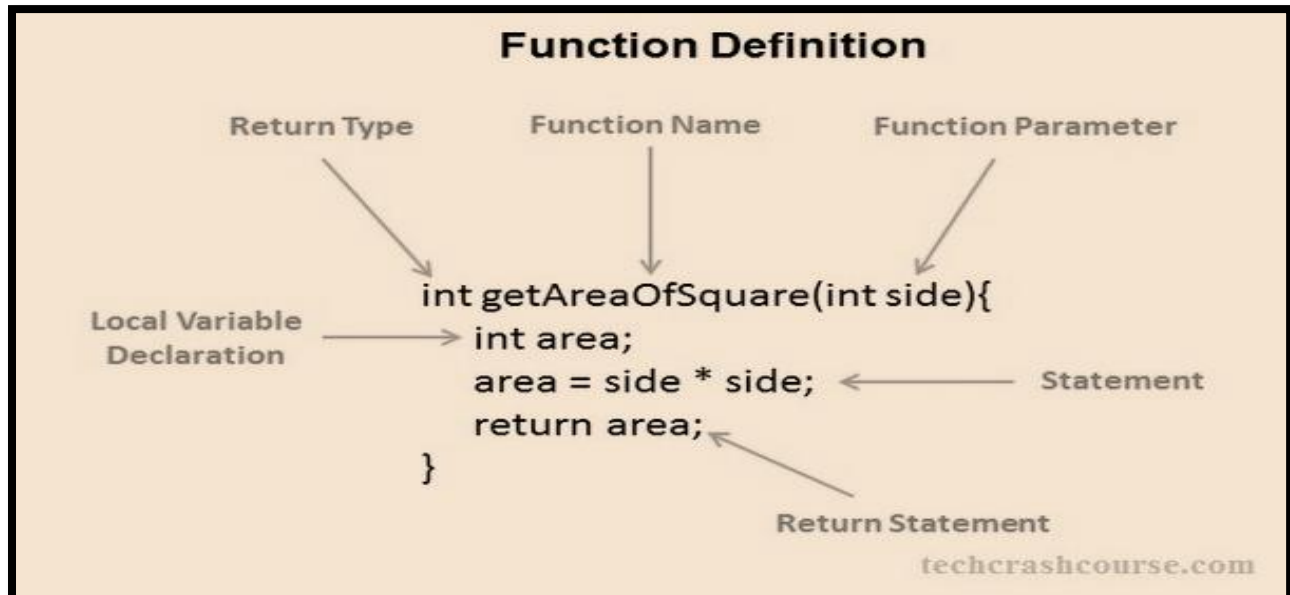 Function Definition
Return Type
Function Name
Function Parameter
int getAreaOfSquare(int side){
Local Variable
Declaration
int area;
area = side * side;
Statement
return area;
}
Return Statement
techcrashcourse.com